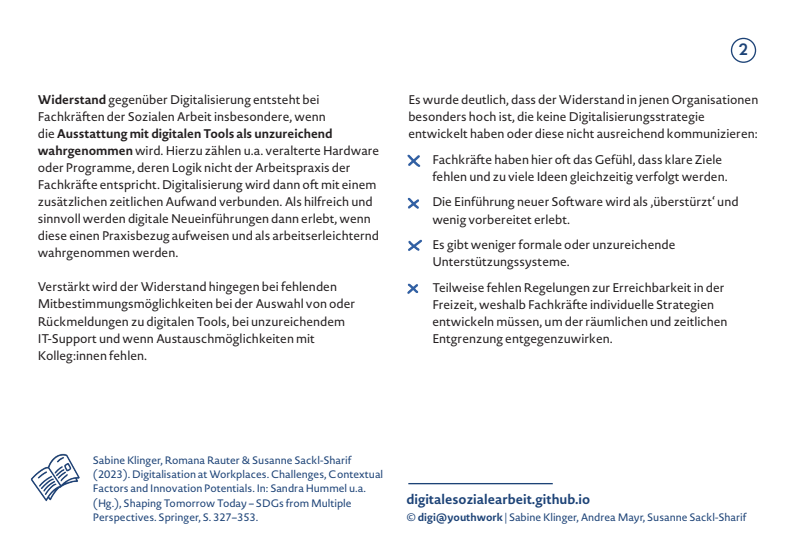 2
Widerstand gegenüber Digitalisierung entsteht bei
Fachkräften der Sozialen Arbeit insbesondere, wenn
die Ausstattung mit digitalen Tools als unzureichend
wahrgenommen wird. Hierzu zählen u.a. veralterte Hardware
oder Programme, deren Logik nicht der Arbeitspraxis der
Fachkräfte entspricht. Digitalisierung wird dann oft mit einem
zusätzlichen zeitlichen Aufwand verbunden. Als hilfreich und
sinnvoll werden digitale Neueinführungen dann erlebt, wenn
diese einen Praxisbezug aufweisen und als arbeitserleichternd
wahrgenommen werden.
Verstärkt wird der Widerstand hingegen bei fehlenden
Mitbestimmungsmöglichkeiten bei der Auswahl von oder
Rückmeldungen zu digitalen Tools, bei unzureichendem
IT-Support und wenn Austauschmöglichkeiten mit
Kolleg:innen fehlen.
Es wurde deutlich, dass der Widerstand in jenen Organisationen
besonders hoch ist, die keine Digitalisierungsstrategie
entwickelt haben oder diese nicht ausreichend kommunizieren:
Fachkräfte haben hier oft das Gefühl, dass klare Ziele
fehlen und zu viele Ideen gleichzeitig verfolgt werden.
Die Einführung neuer Software wird als ‚überstürzt‘ und
wenig vorbereitet erlebt.
Es gibt weniger formale oder unzureichende
Unterstützungssysteme.
Teilweise fehlen Regelungen zur Erreichbarkeit in der
Freizeit, weshalb Fachkräfte individuelle Strategien
entwickeln müssen, um der räumlichen und zeitlichen
Entgrenzung entgegenzuwirken.
Sabine Klinger, Romana Rauter & Susanne Sackl-Sharif
(2023). Digitalisation at Workplaces. Challenges, Contextual
Factors and Innovation Potentials. In: Sandra Hummel u.a.
(Hg.), Shaping Tomorrow Today – SDGs from Multiple
Perspectives. Springer, S. 327–353.
digitalesozialearbeit.github.io
© digi@youthwork | Sabine Klinger, Andrea Mayr, Susanne Sackl-Sharif